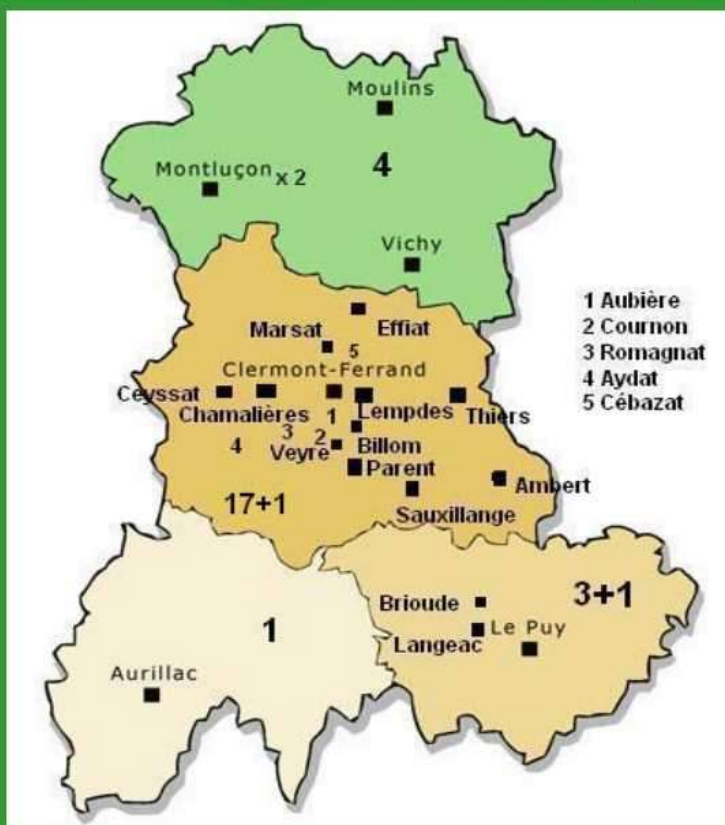 Moulins
Montluçon x 2
4
Vichy
Marsat
Effiat
5
Clermont-Ferrand
Ceyssat
Chamalières
1
Lempdes
Thiers
3
2
4
Veyre
Billom
Parent
Ambert
17+1
Sauxillange
1 Aubière
2 Cournon
3 Romagnat
4 Aydat
5 Cébazat
1
Aurillac
3+1
Brioude
Langeac
Le Puy